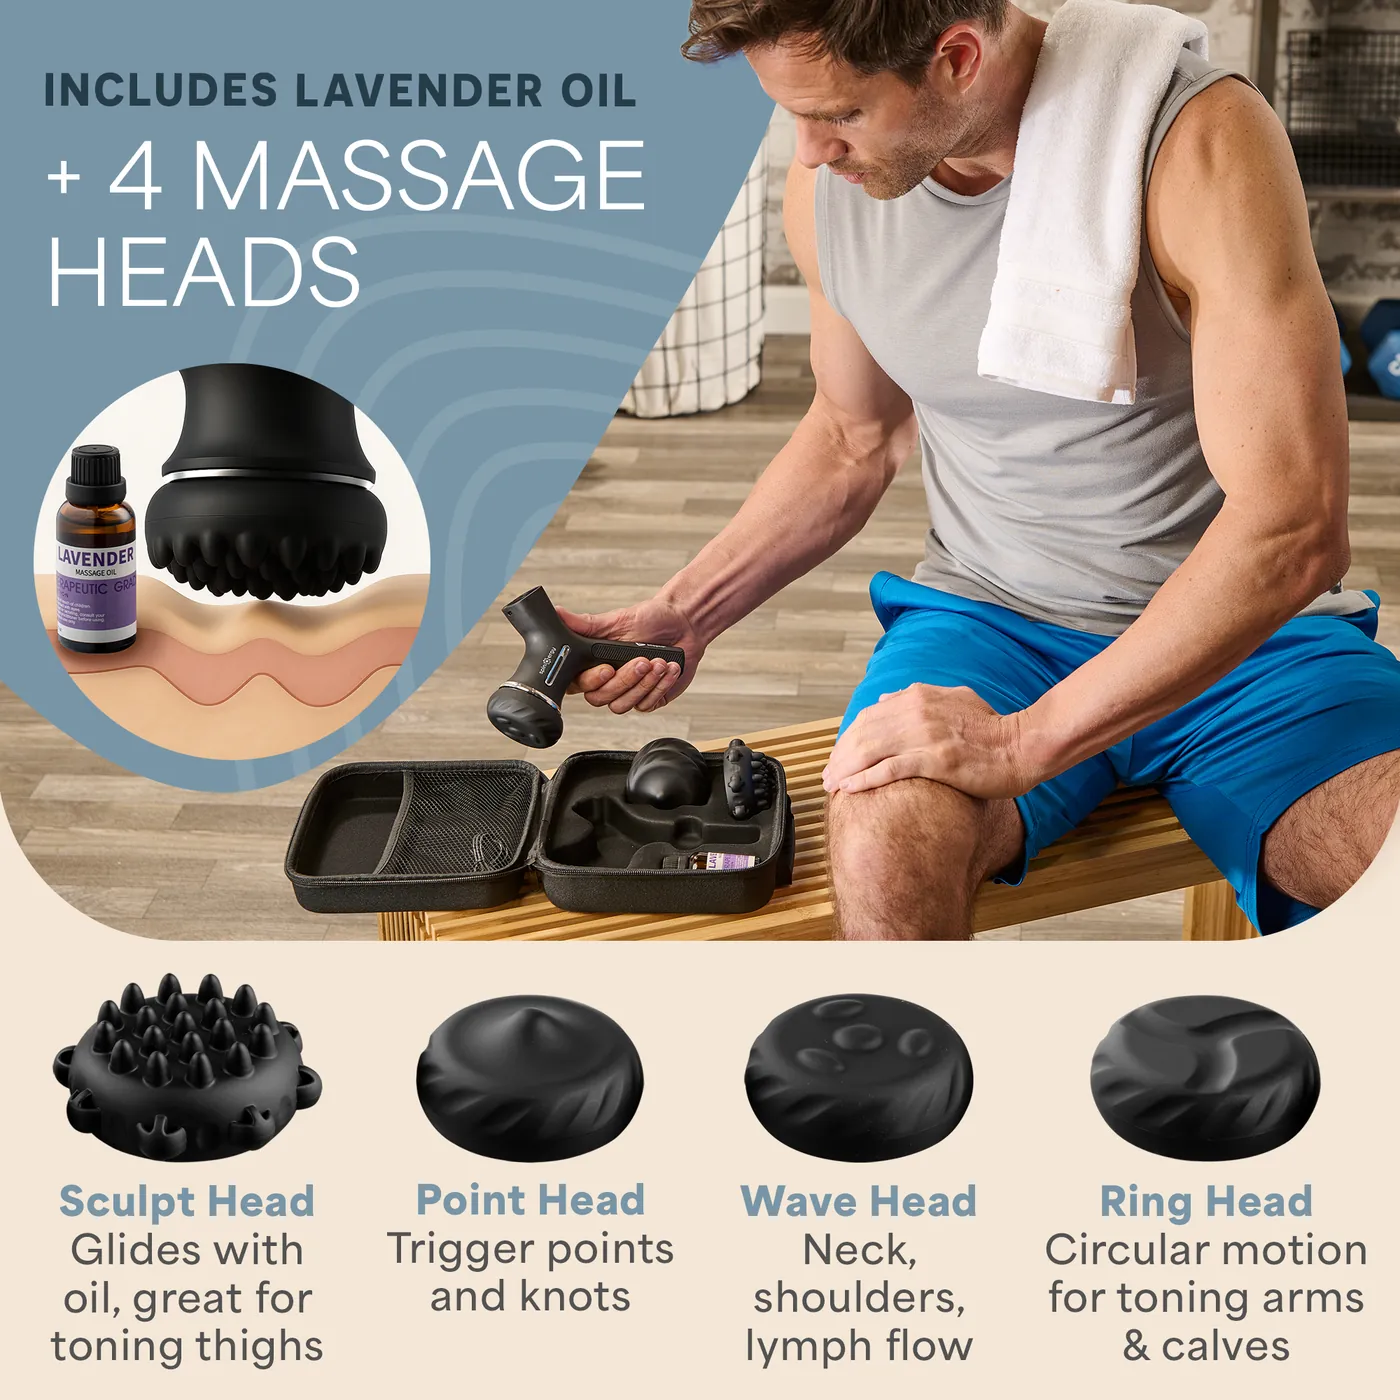 INCLUDES LAVENDER OIL
+ 4 MASSAGE
HEADS
LAVENDER
MASSAGE OIL
Sculpt Head
Glides with
oil, great for
toning thighs
Point Head
Trigger points
and knots
Wave Head
Neck,
shoulders,
lymph flow
Ring Head
Circular motion
for toning arms
& calves